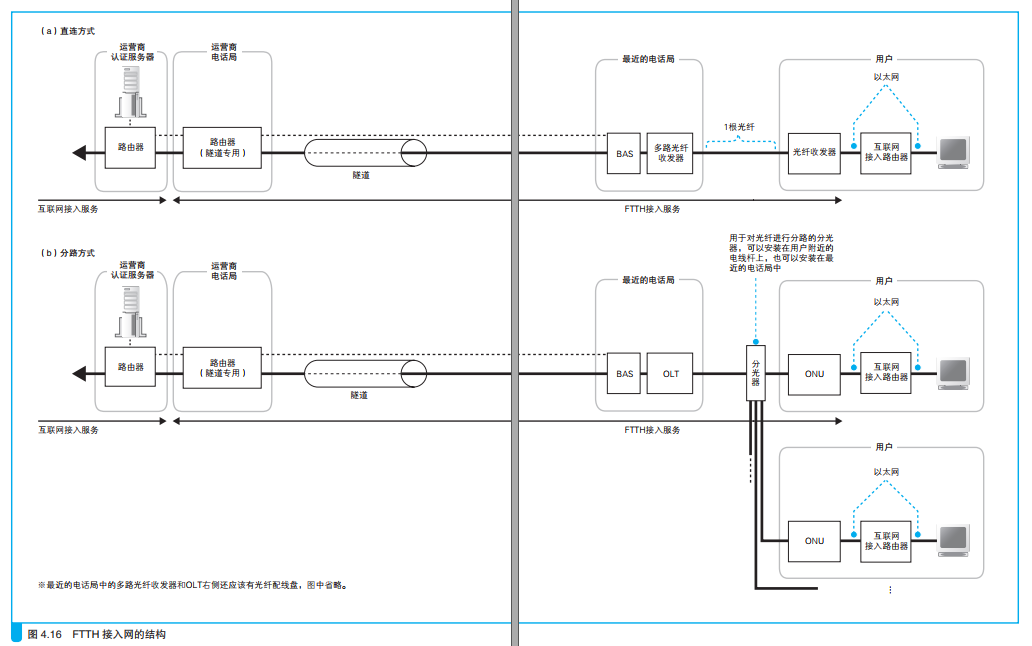 (a)直连方式
运营商
认证服务器
运营商
电话局
最近的电话局
用户
以太网
1根光纤
路由器
路由器
(隧道专用)
BAS
多路光纤
收发器
光纤收发器
互联网
接入路由器
隧道
互联网接入服务
FTTH接入服务
(b)分路方式
用于对光纤进行分路的分光
器，可以安装在用户附近的
电线杆上，也可以安装在最
近的电话局中
运营商
认证服务器
运营商
电话局
最近的电话局
用户
以太网
路由器
路由器
(隧道专用)
BAS
OLT
分光器
ONU
互联网
接入路由器
隧道
互联网接入服务
FTTH接入服务
用户
以太网
ONU
互联网
接入路由器
※最近的电话局中的多路光纤收发器和OLT右侧还应该有光纤配线盘，图中省略。
图 4.16 FTTH 接入网的结构